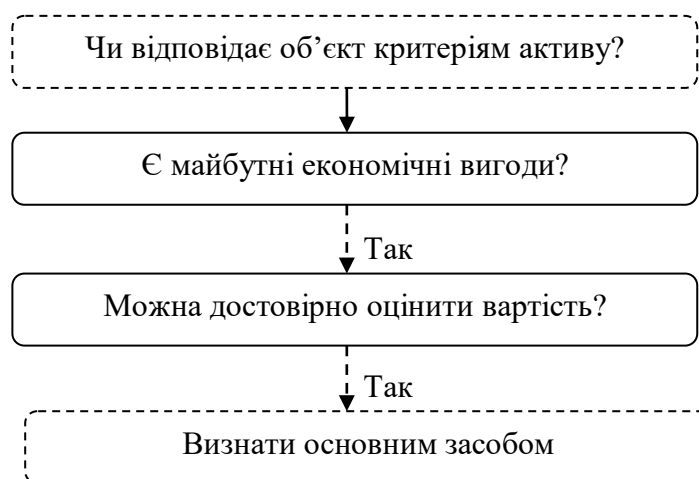 Чи відповідає об’єкт критеріям активу?
Є майбутні економічні вигоди?
Так
Можна достовірно оцінити вартість?
Так
Визнати основним засобом